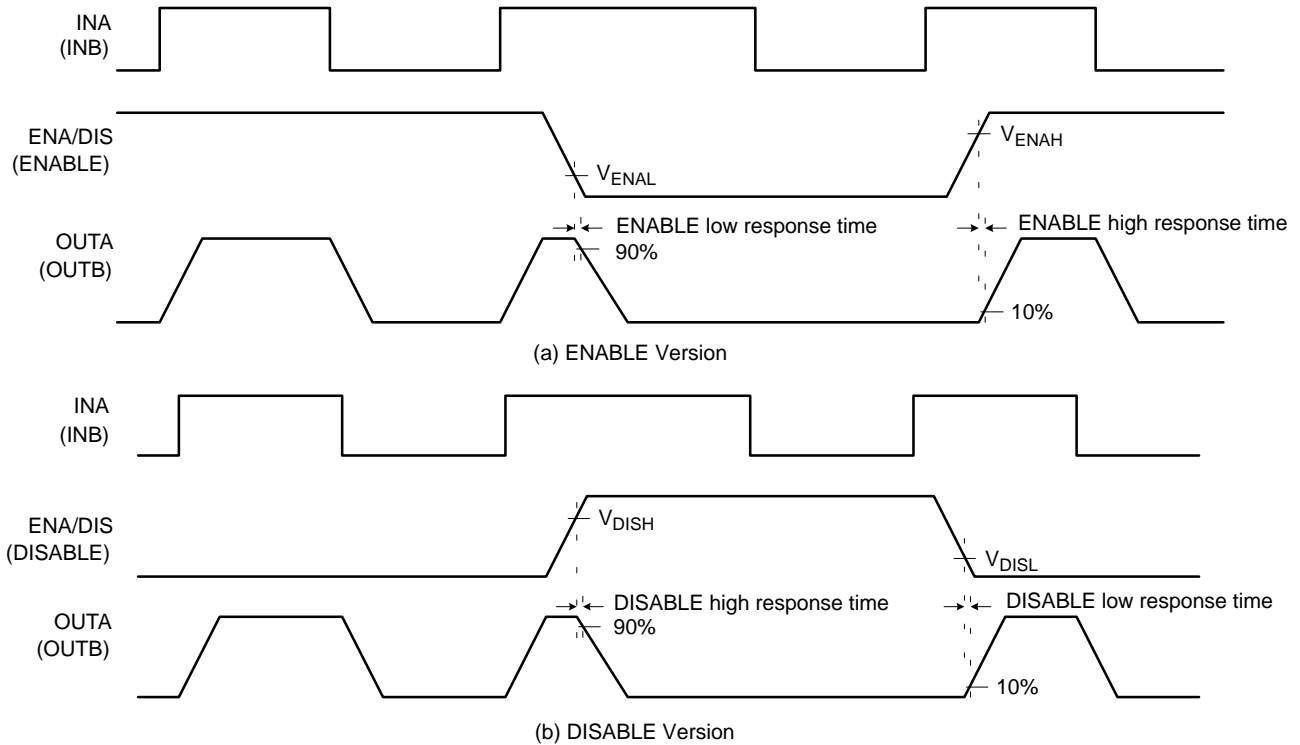 INA
(INB)
ENA/DIS
(ENABLE)
VENAL
VENAH
ENABLE low response time
ENABLE high response time
OUTA
(OUTB)
90%
10%
(a) ENABLE Version
INA
(INB)
ENA/DIS
(DISABLE)
VDISH
VDISL
DISABLE high response time
DISABLE low response time
OUTA
(OUTB)
90%
10%
(b) DISABLE Version